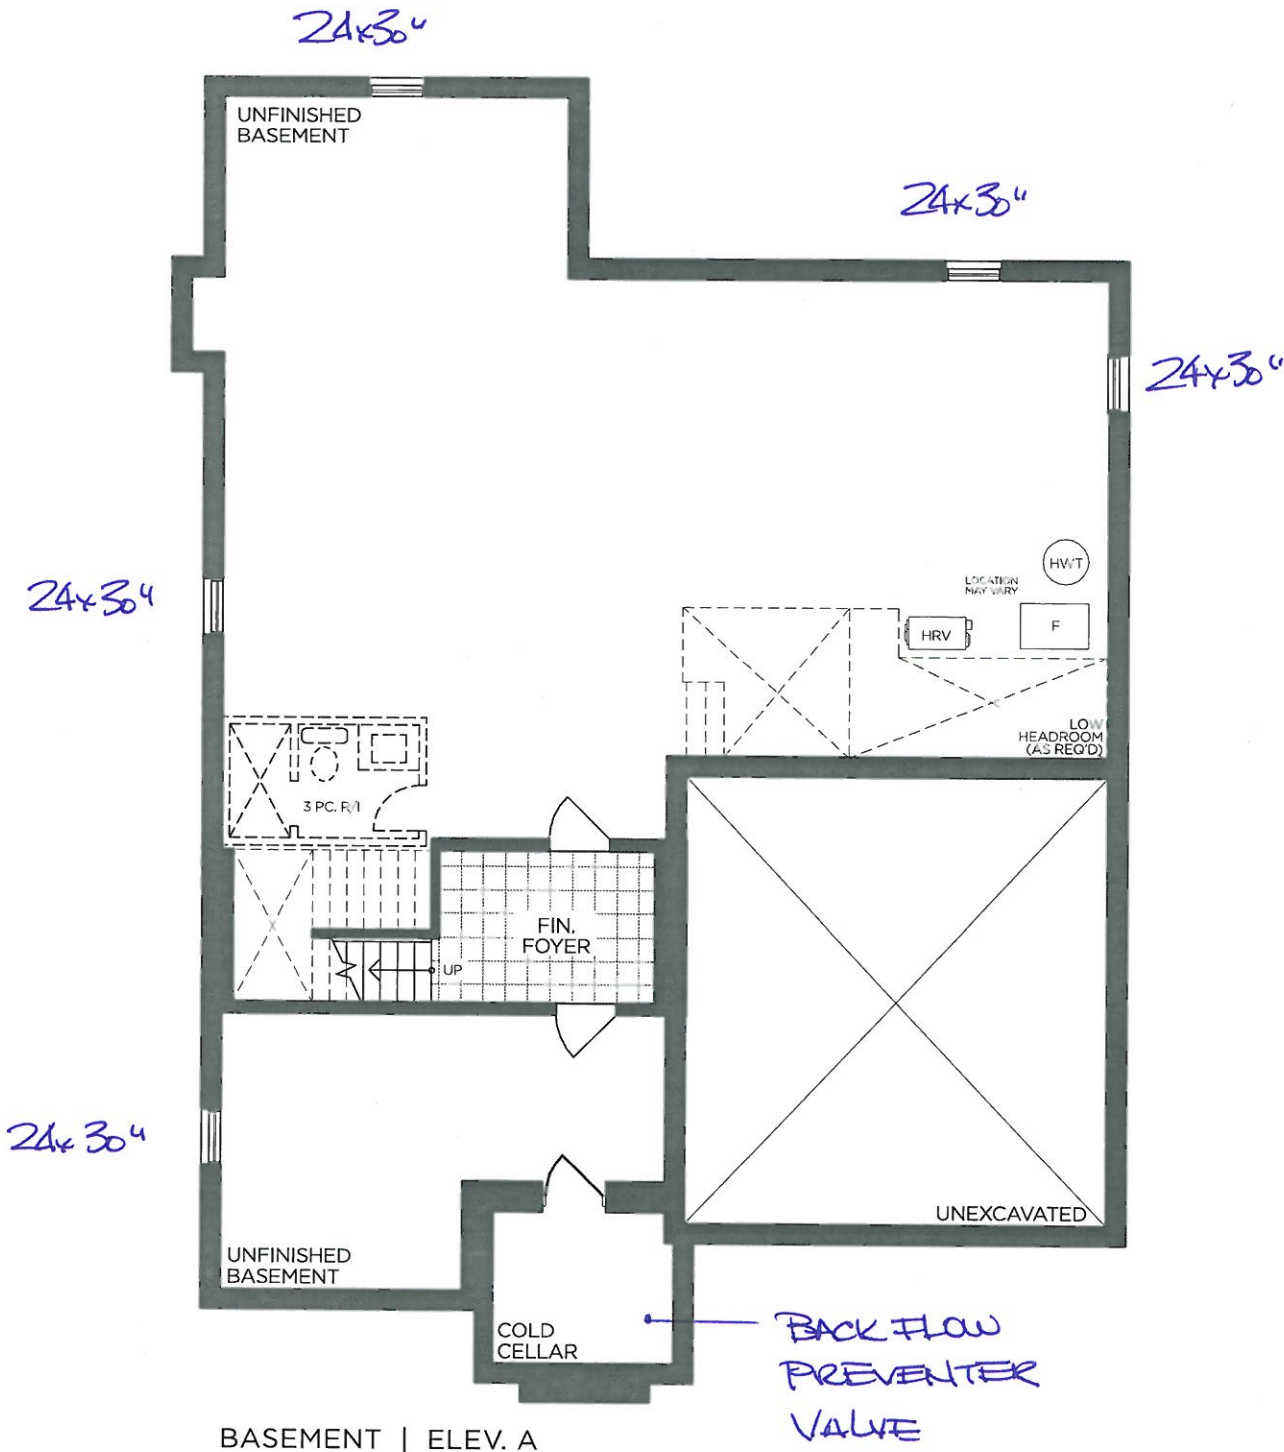 24x30"
UNFINISHED
BASEMENT
24x30"
24x30"
HWT
LOCATION
MAY VARY
24x30"
HRV
F
LOW
HEADROOM
(AS REQ'D)
3 PC. R/I
FIN.
FOYER
UP
24x30"
UNEXCAVATED
UNFINISHED
BASEMENT
COLD
CELLAR
BACK FLOW
PREVENTER
VALVE
BASEMENT | ELEV. A